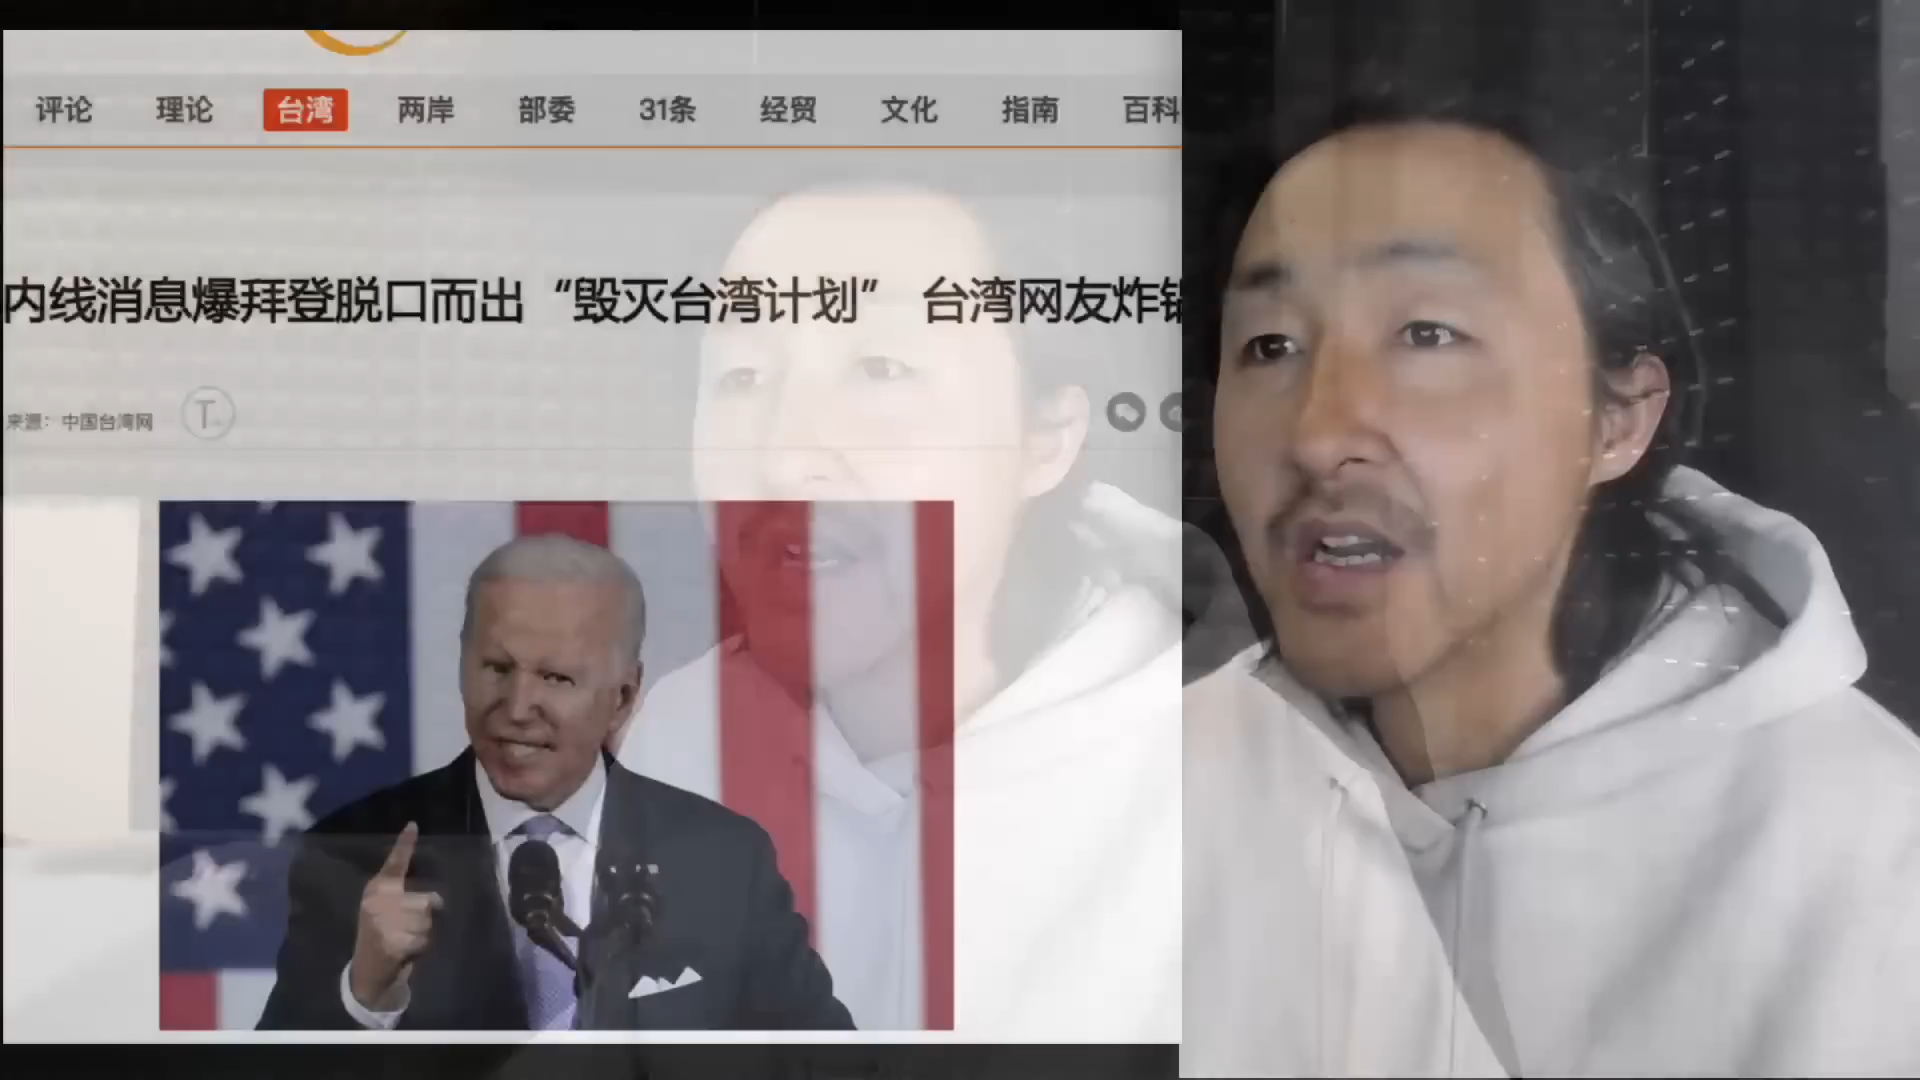 评论 理论 台湾 两岸 部委 31条 经贸 文化 指南 百科
内线消息爆拜登脱口而出“毁灭台湾计划” 台湾网友炸锅
来源：中国台湾网 T